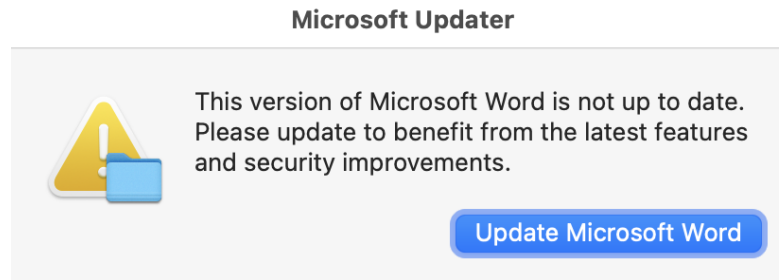 Microsoft Updater
This version of Microsoft Word is not up to date.
Please update to benefit from the latest features
and security improvements.
Update Microsoft Word